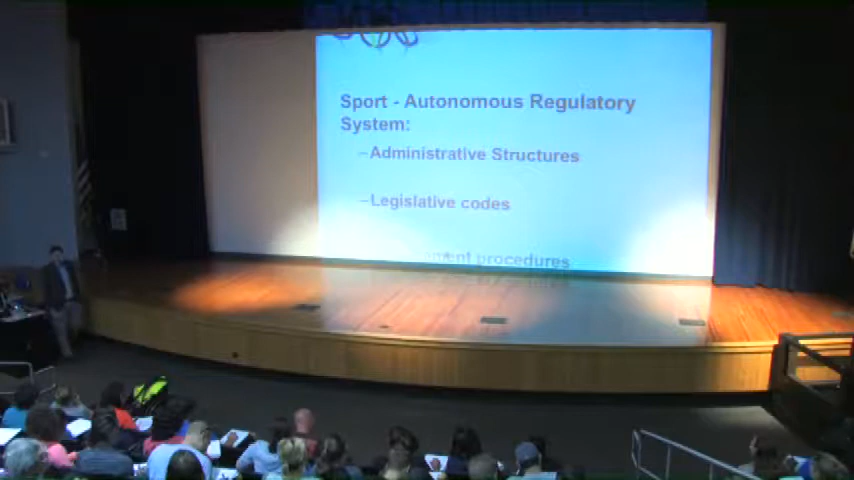 Sport - Autonomous Regulatory
System:
–Administrative Structures
–Legislative codes
procedures